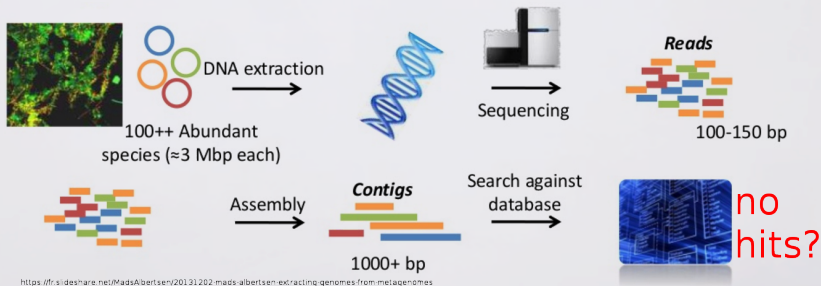 DNA extraction
100++ Abundant
species (≈3 Mbp each)
Sequencing
Reads
100-150 bp
Assembly
Contigs
1000+ bp
Search against
database
no
hits?
https://fr.slideshare.net/MadsAlbertsen/20131202-mads-albertsen-extracting-genomes-from-metagenomes